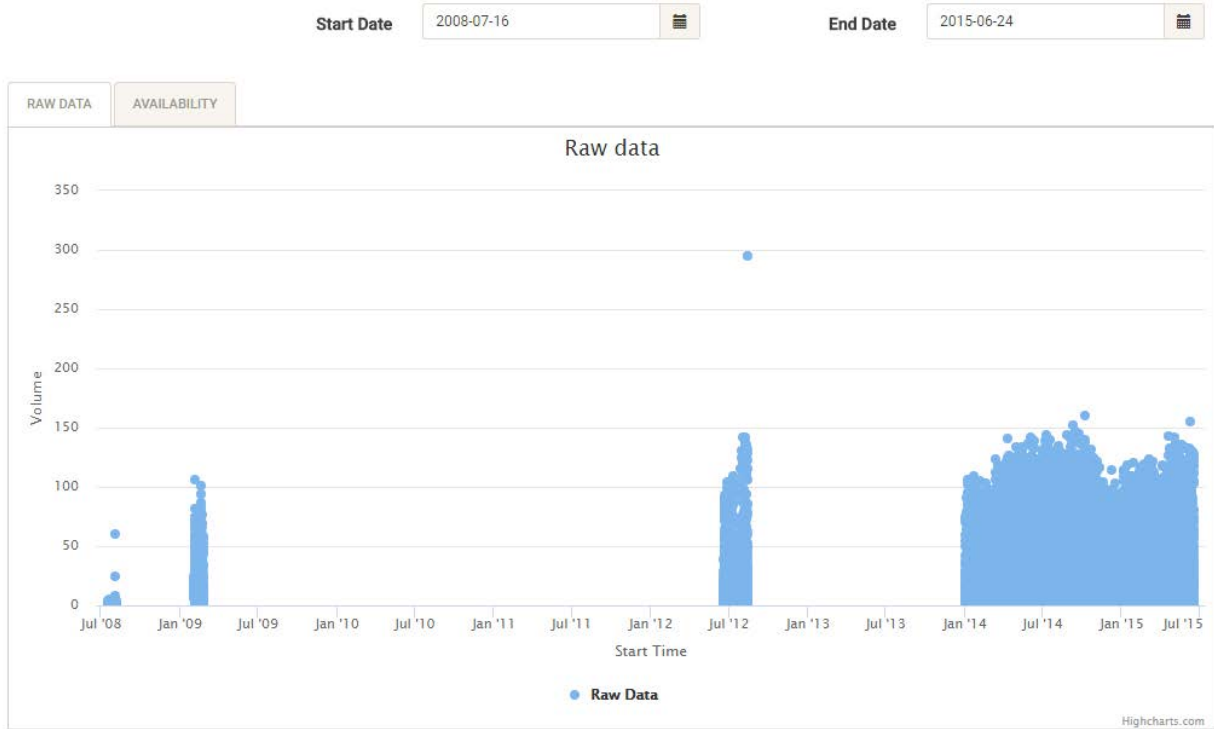 Start Date 2008-07-16 End Date 2015-06-24
RAW DATA AVAILABILITY
Raw data
350
300
250
200
150
100
50
0
Volume
Jul '08 Jan '09 Jul '09 Jan '10 Jul '10 Jan '11 Jul '11 Jan '12 Jul '12 Jan '13 Jul '13 Jan '14 Jul '14 Jan '15 Jul '15
Start Time
Raw Data
Highcharts.com